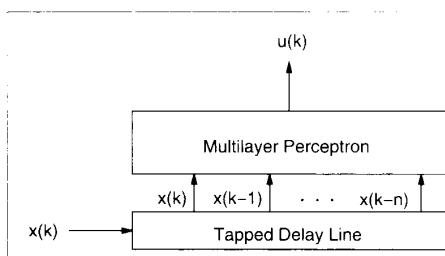 u(k)
Multilayer Perceptron
x(k) x(k−1) · · · x(k−n)
x(k)
Tapped Delay Line